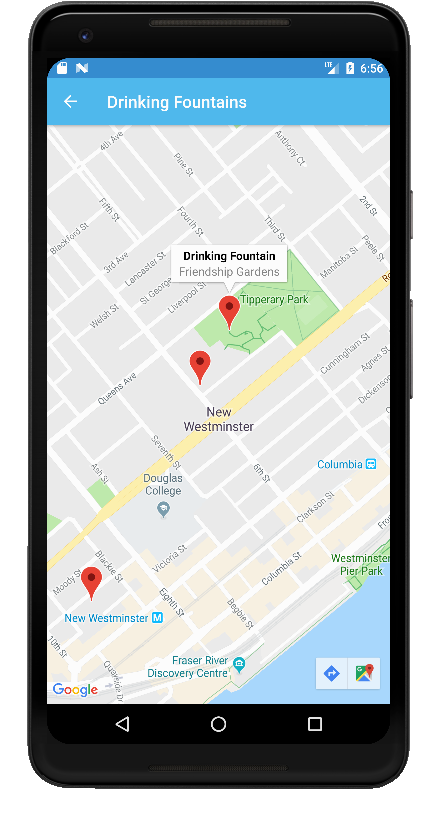 LTE 6:56
Drinking Fountains
4th Ave
Pine St
Anthony Ct
Fifth St
Fourth St
2nd St
Blackford St
Third St
Peele St
3rd Ave
Lancaster St
Drinking Fountain
Friendship Gardens
Manitoba St
St George
Liverpool St
Tipperary Park
Welsh St
Cunningham St
Agnes St
Queens Ave
Dickenson
New
Westminster
Seventh St
6th St
Columbia
Ash St
Douglas
College
Clarkson St
Victoria St
Blackie St
Columbia St
Westminster
Pier Park
Moody St
Eighth St
Begbie St
New Westminster M
10th St
Fraser River
Discovery Centre
Quayside Dr
Google